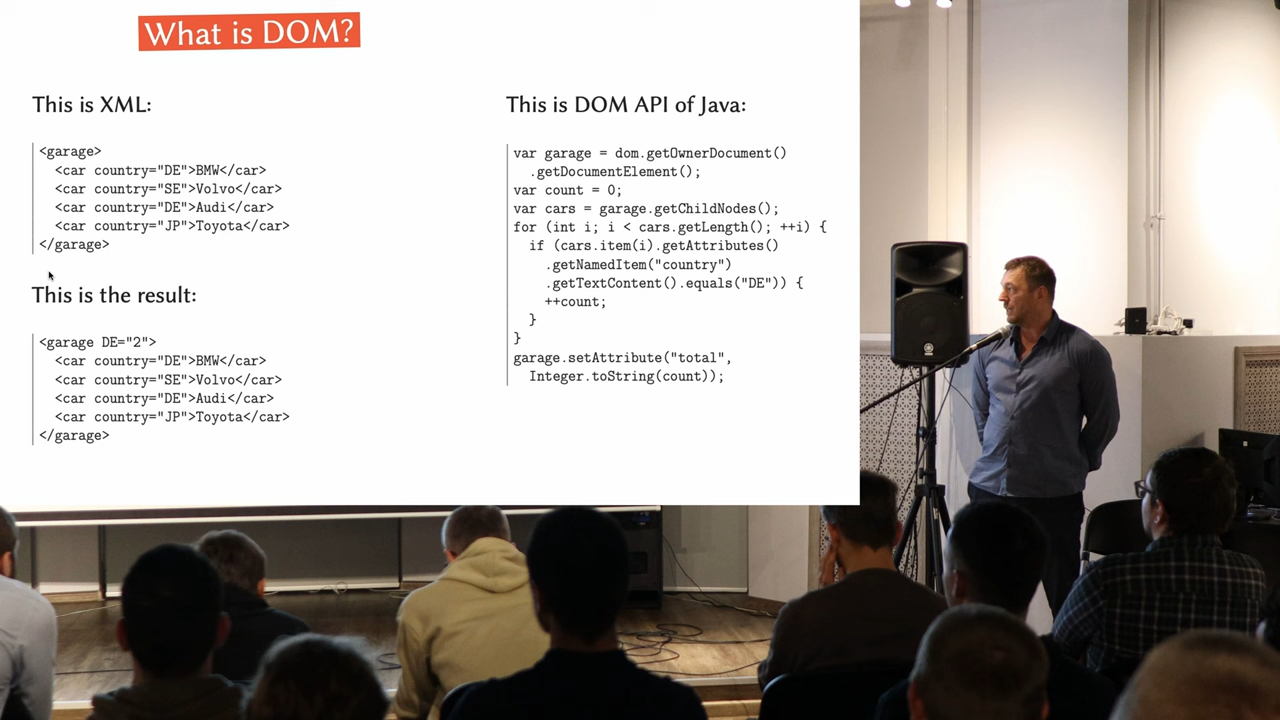 What is DOM?
This is XML:
<garage>
<car country="DE">BMW</car>
<car country="SE">Volvo</car>
<car country="DE">Audi</car>
<car country="JP">Toyota</car>
</garage>
This is the result:
<garage DE="2">
<car country="DE">BMW</car>
<car country="SE">Volvo</car>
<car country="DE">Audi</car>
<car country="JP">Toyota</car>
</garage>
This is DOM API of Java:
var garage = dom.getOwnerDocument()
.getDocumentElement();
var count = 0;
var cars = garage.getChildNodes();
for (int i; i < cars.getLength(); ++i) {
if (cars.item(i).getAttributes()
.getNamedItem("country")
.getTextContent().equals("DE")) {
++count;
}
}
garage.setAttribute("total",
Integer.toString(count));